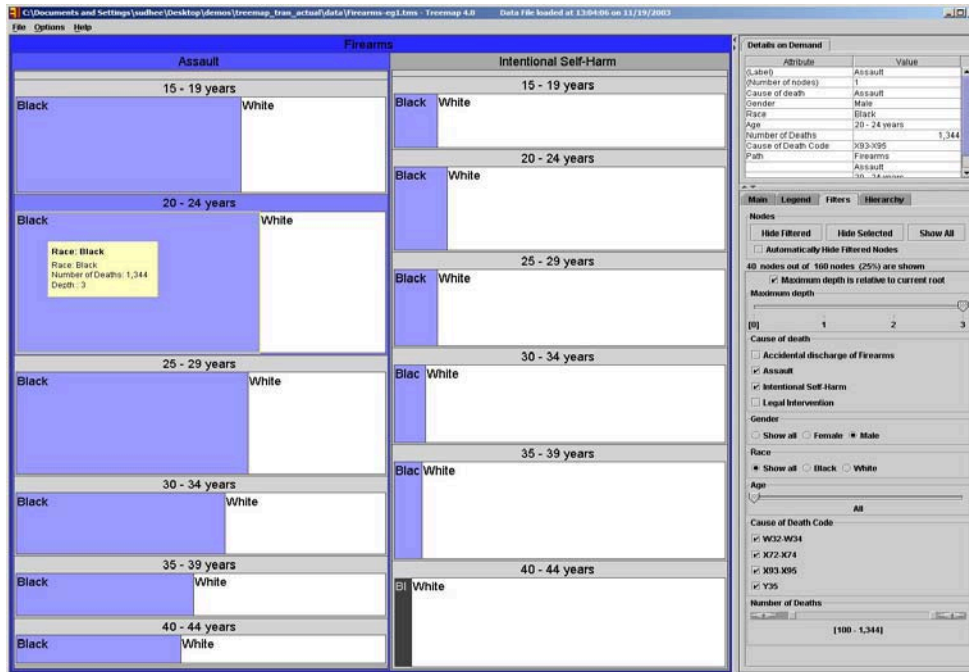 C:\Documents and Settings\sudhee\Desktop\demos\treemap_tran_actual\data\Firearms-eg1.tms - Treemap 4.0 Data File loaded at 13:04:06 on 11/19/2003
File Options Help
Firearms
Assault
15 - 19 years
Black White
20 - 24 years
Black White
Race: Black
Race: Black
Number of Deaths: 1,344
Depth : 3
25 - 29 years
Black White
30 - 34 years
Black White
35 - 39 years
Black White
40 - 44 years
Black White
Intentional Self-Harm
15 - 19 years
Black White
20 - 24 years
Black White
25 - 29 years
Black White
30 - 34 years
Blac White
35 - 39 years
Blac White
40 - 44 years
Bl White
Details on Demand
Attribute Value
(Label) Assault
(Number of nodes) 1
Cause of death Assault
Gender Male
Race Black
Age 20 - 24 years
Number of Deaths 1,344
Cause of Death Code X93-X95
Path Firearms
Assault
20 - 24 years
Main Legend Filters Hierarchy
Nodes
Hide Filtered Hide Selected Show All
Automatically Hide Filtered Nodes
40 nodes out of 160 nodes (25%) are shown
Maximum depth is relative to current root
Maximum depth
[0] 1 2 3
Cause of death
Accidental discharge of Firearms
Assault
Intentional Self-Harm
Legal Intervention
Gender
Show all Female Male
Race
Show all Black White
Age
All
Cause of Death Code
W32-W34
X72-X74
X93-X95
Y35
Number of Deaths
[100 - 1,344]